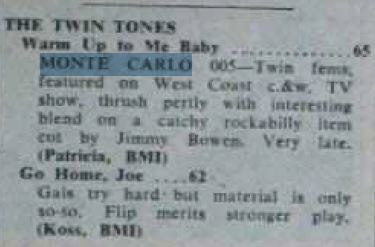 THE TWIN TONES
Warm Up to Me Baby ..................65
MONTE CARLO 005—Twin fems,
featured on West Coast c.&w. TV
show, thrush pertly with interesting
blend on a catchy rockabilly item
cut by Jimmy Bowen. Very late.
(Patricia, BMI)
Go Home, Joe ....62
Gals try hard but material is only
so-so. Flip merits stronger play.
(Koss, BMI)